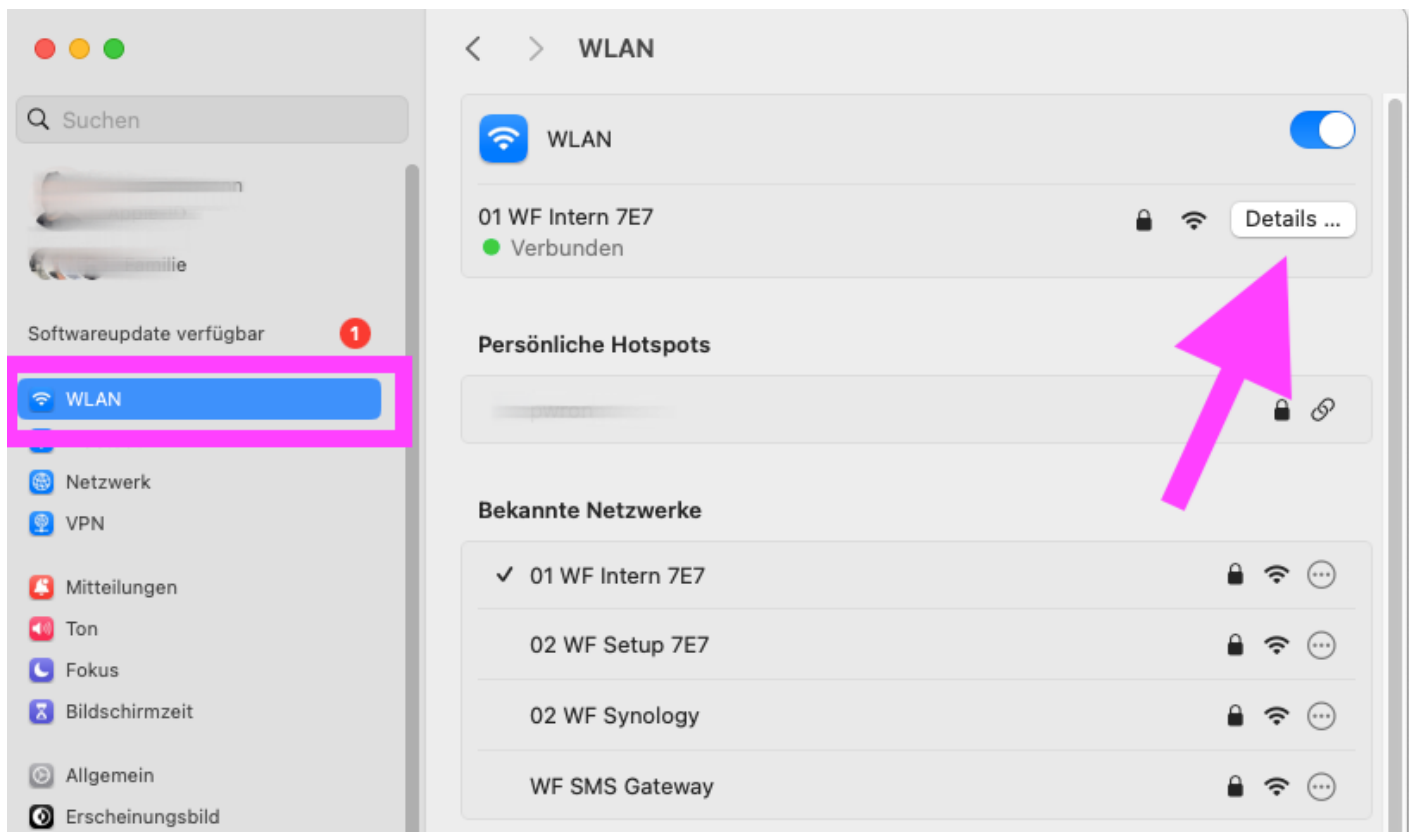 WLAN
Suchen
Softwareupdate verfügbar 1
WLAN
Netzwerk
VPN
Mitteilungen
Ton
Fokus
Bildschirmzeit
Allgemein
Erscheinungsbild
WLAN
01 WF Intern 7E7
Details ...
Verbunden
Persönliche Hotspots
Bekannte Netzwerke
01 WF Intern 7E7
02 WF Setup 7E7
02 WF Synology
WF SMS Gateway